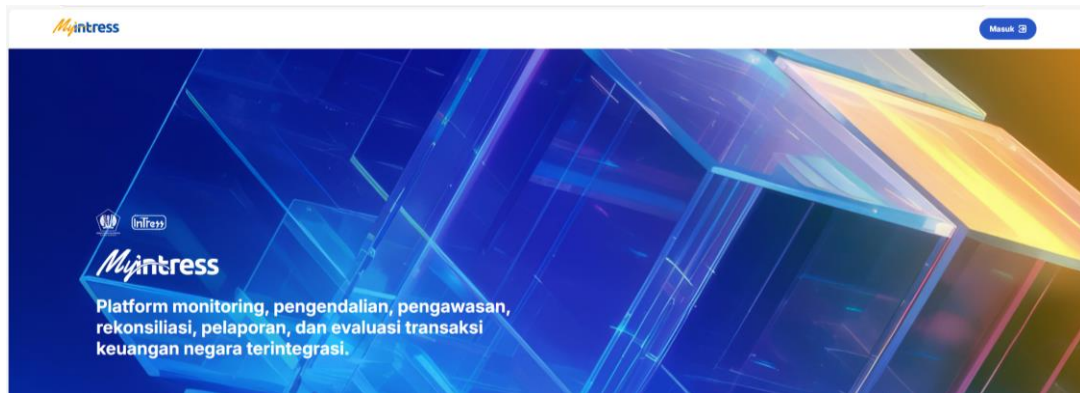 Myintress
Masuk
InTress
Myintress
Platform monitoring, pengendalian, pengawasan,
rekonsiliasi, pelaporan, dan evaluasi transaksi
keuangan negara terintegrasi.